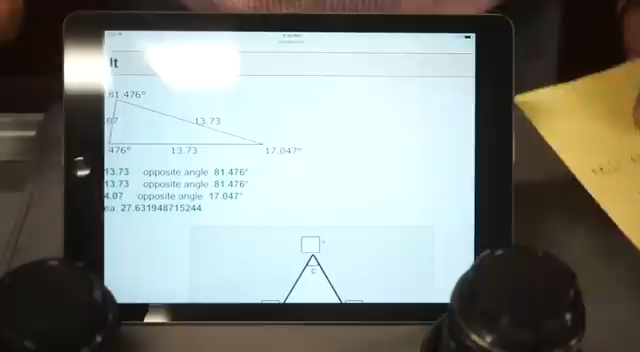 lt
81.476°
07
13.73
476°
13.73
17.047°
13.73 opposite angle 81.476°
13.73 opposite angle 81.476°
4.07 opposite angle 17.047°
ea 27.631948715244
°
C